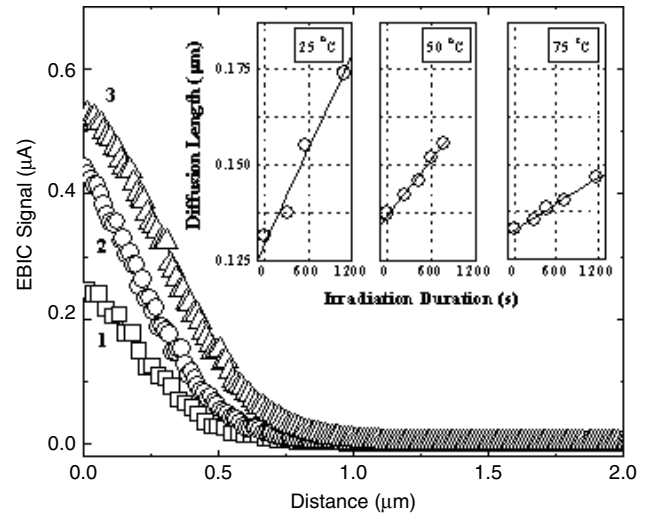 0.6
0.4
0.2
0.0
EBIC Signal (μA)
0.0 0.5 1.0 1.5 2.0
Distance (μm)
3
2
1
25 °C
50 °C
75 °C
0.175
0.150
0.125
Diffusion Length (μm)
0 600 1200
0 600 1200
0 600 1200
Irradiation Duration (s)